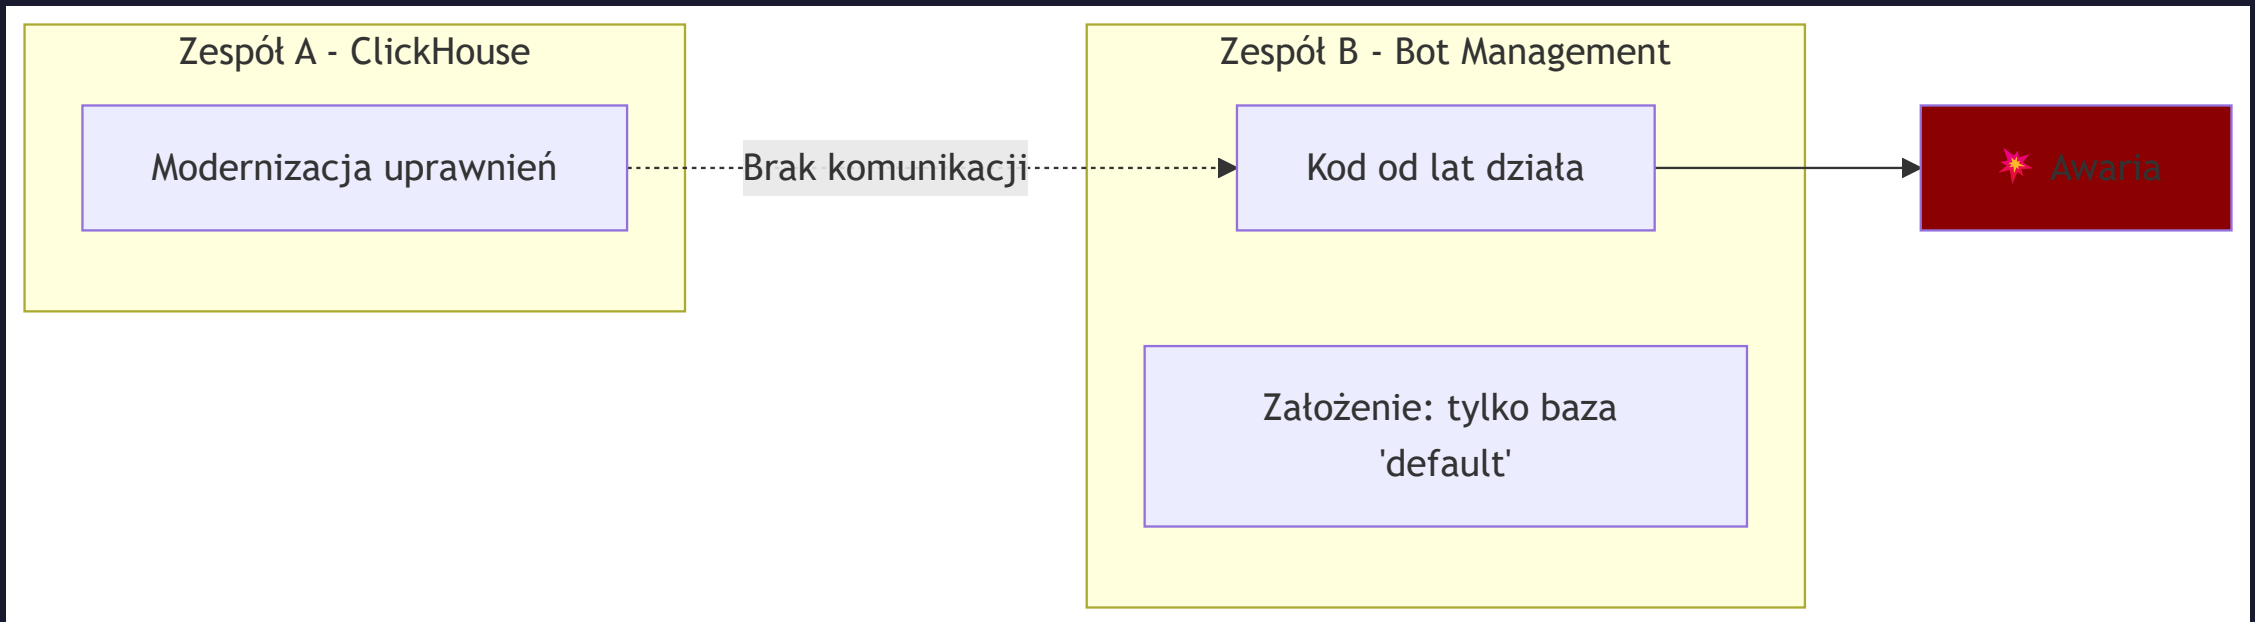 Zespół A - ClickHouse
Modernizacja uprawnień
Brak komunikacji
Zespół B - Bot Management
Kod od lat działa
Założenie: tylko baza
'default'
💥 Awaria